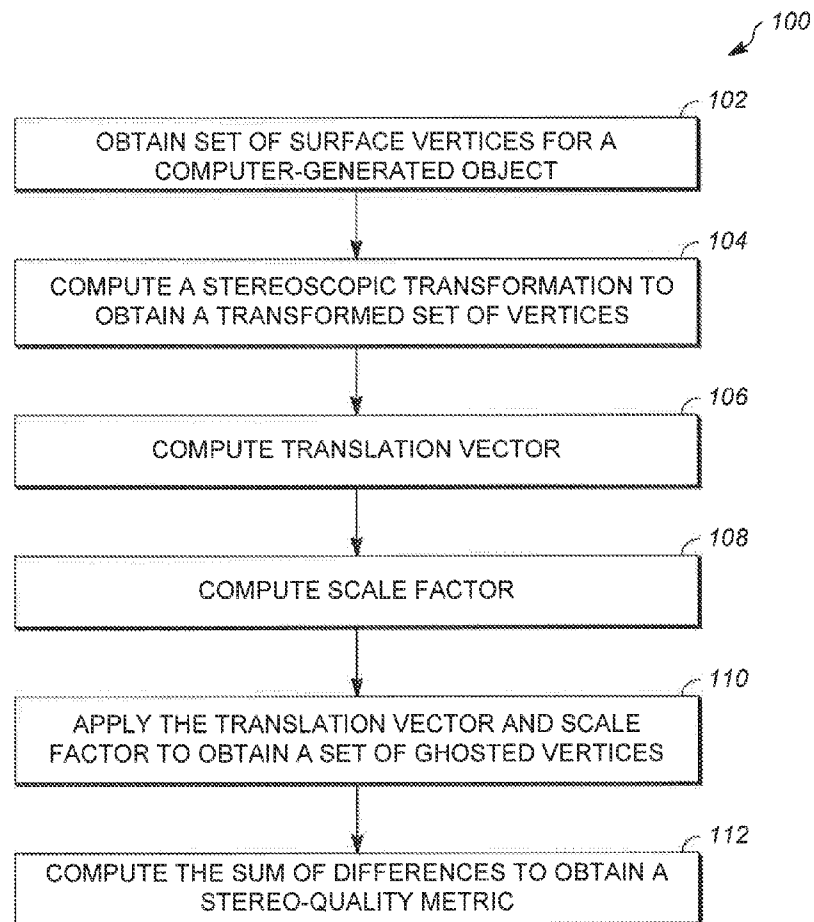 100
102
OBTAIN SET OF SURFACE VERTICES FOR A
COMPUTER-GENERATED OBJECT
104
COMPUTE A STEREOSCOPIC TRANSFORMATION TO
OBTAIN A TRANSFORMED SET OF VERTICES
106
COMPUTE TRANSLATION VECTOR
108
COMPUTE SCALE FACTOR
110
APPLY THE TRANSLATION VECTOR AND SCALE
FACTOR TO OBTAIN A SET OF GHOSTED VERTICES
112
COMPUTE THE SUM OF DIFFERENCES TO OBTAIN A
STEREO-QUALITY METRIC